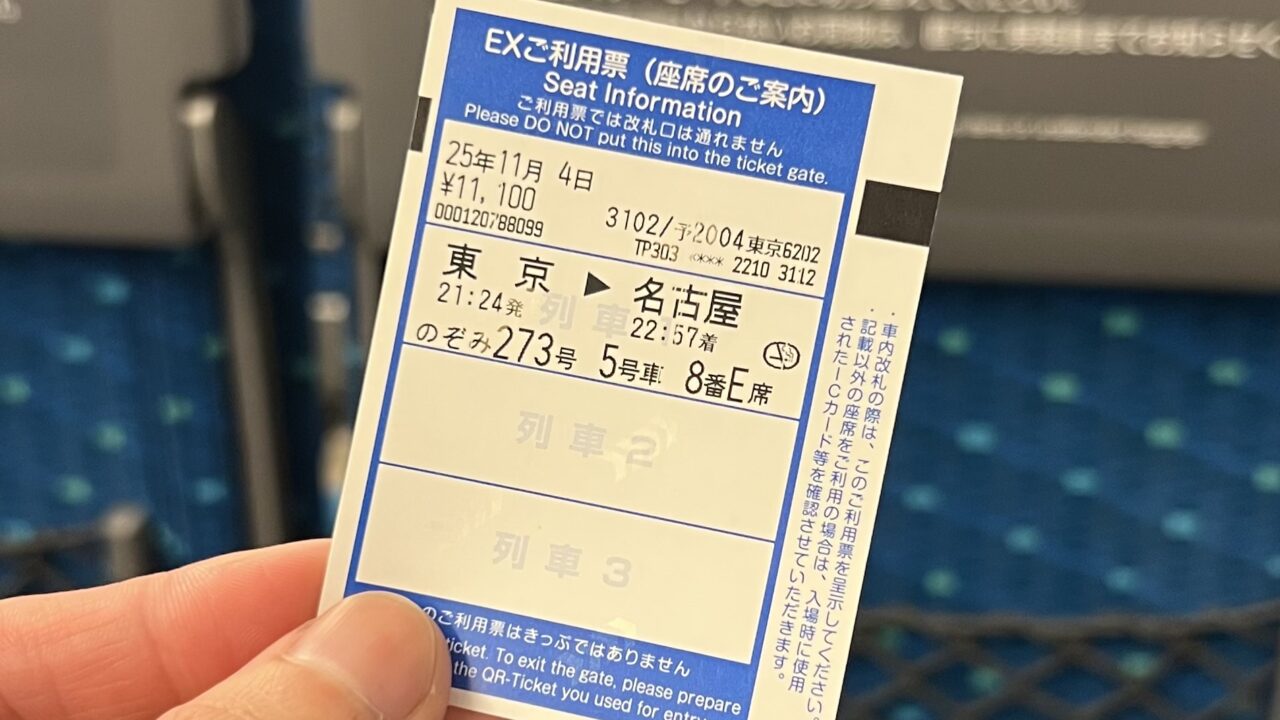 EXご利用票（座席のご案内）
Seat Information
ご利用票では改札口は通れません
Please DO NOT put this into the ticket gate.
25年11月 4日
¥11,100
000120788099
3102/予2004東京6202
TP303 **** 2210 3112
東 京 ▶ 名古屋
21:24発 22:57着
列 車
のぞみ273号 5号車 8番E席
EX
列 車 2
列 車 3
のご利用票はきっぷではありません
ticket. To exit the gate, please prepare
the QR-Ticket you used for entry
・車内改札の際は、このご利用票を呈示してください。
・記載以外の座席をご利用の場合は、入場時に使用
されたICカード等を確認させていただきます。